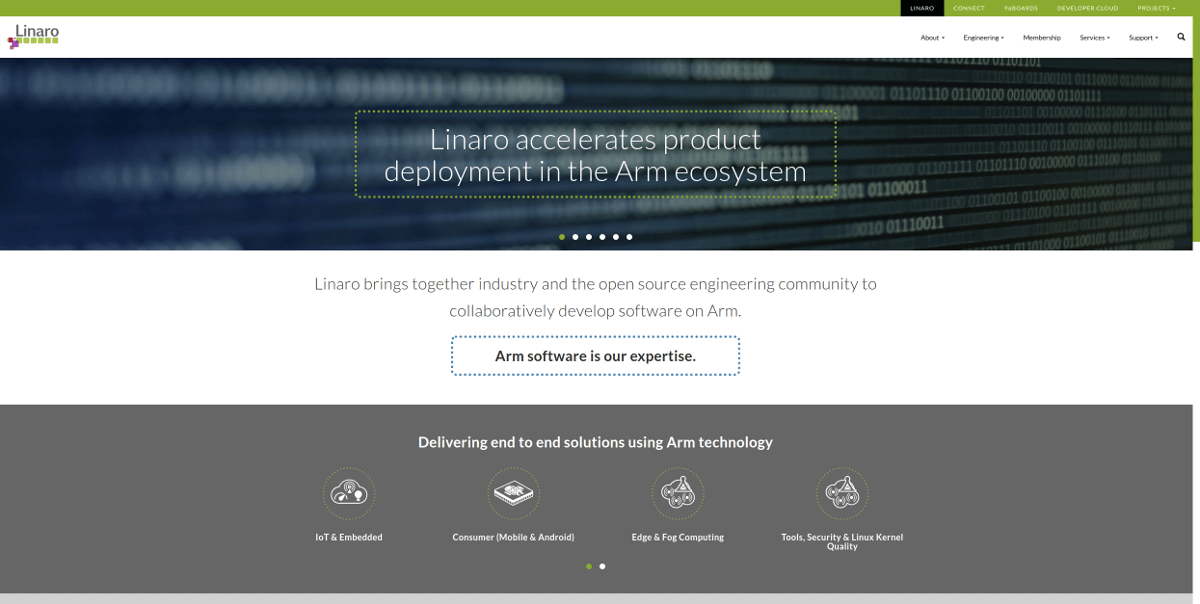 LINARO CONNECT 96BOARDS DEVELOPER CLOUD PROJECTS
Linaro
About Engineering Membership Services Support
Linaro accelerates product
deployment in the Arm ecosystem
Linaro brings together industry and the open source engineering community to
collaboratively develop software on Arm.
Arm software is our expertise.
Delivering end to end solutions using Arm technology
IoT & Embedded
Consumer (Mobile & Android)
Edge & Fog Computing
Tools, Security & Linux Kernel
Quality